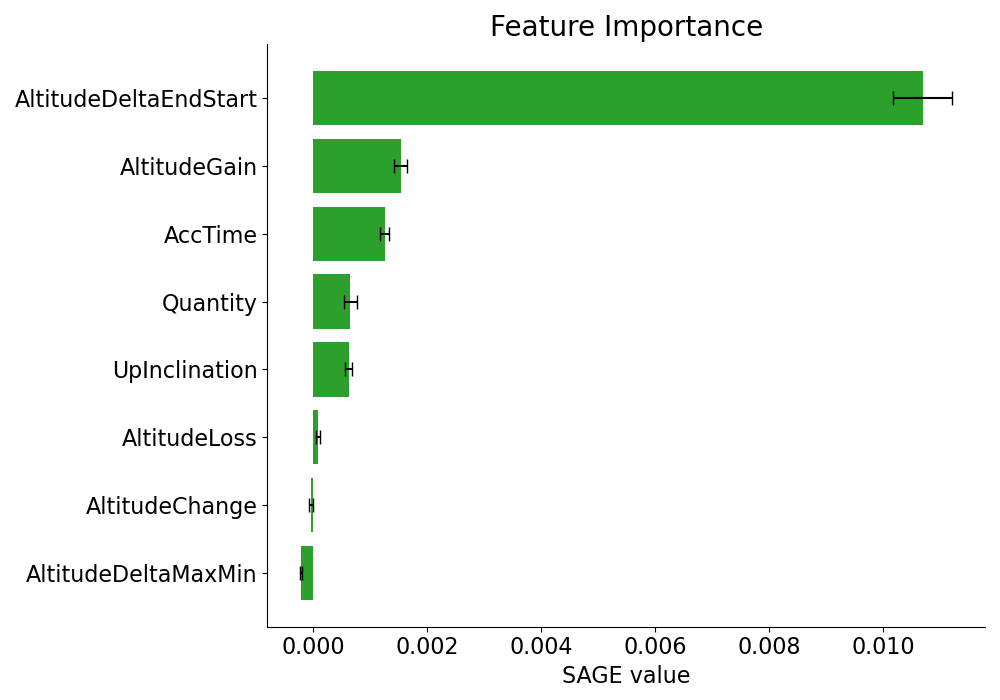 Feature Importance
AltitudeDeltaEndStart
AltitudeGain
AccTime
Quantity
UpInclination
AltitudeLoss
AltitudeChange
AltitudeDeltaMaxMin
0.000 0.002 0.004 0.006 0.008 0.010
SAGE value